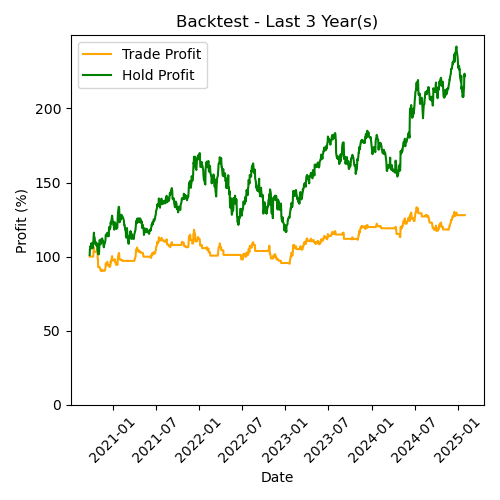 Backtest - Last 3 Year(s)
Trade Profit
Hold Profit
Profit (%)
200
150
100
50
0
2021-01
2021-07
2022-01
2022-07
2023-01
2023-07
2024-01
2024-07
2025-01
Date